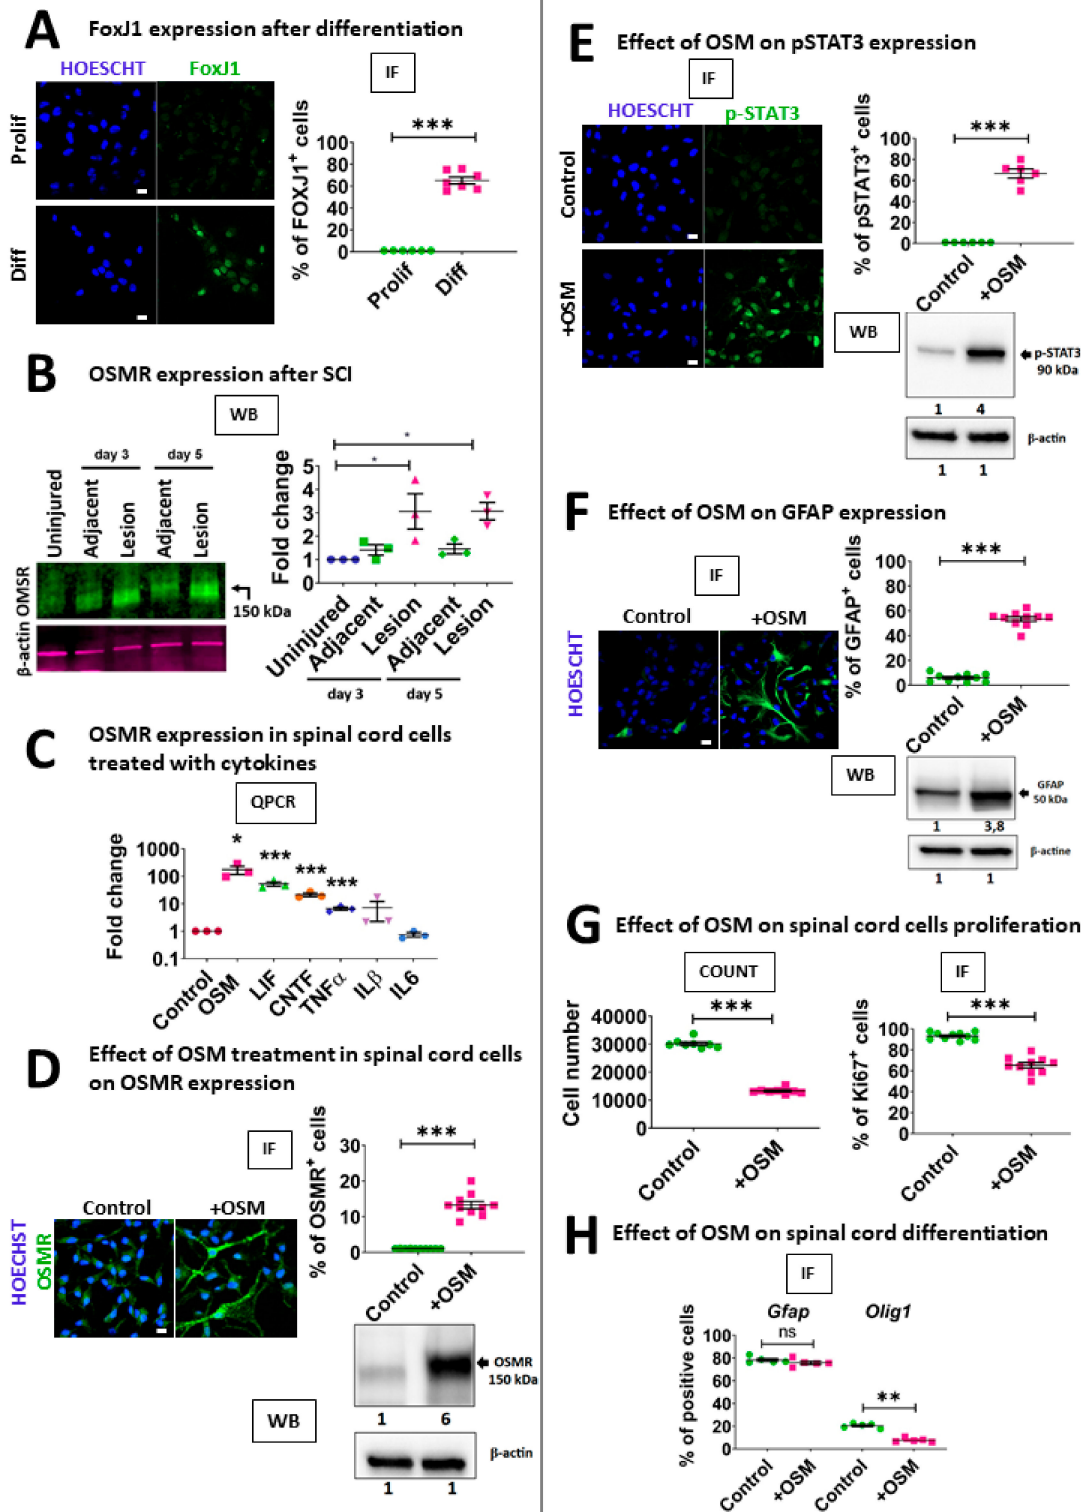 A
FoxJ1 expression after differentiation
HOESCHT
FoxJ1
IF
Prolif
Diff
% of FOXJ1+ cells
100
80
60
40
20
0
***
Prolif
Diff
B
OSMR expression after SCI
WB
day 3
day 5
Uninjured
Adjacent
Lesion
Adjacent
Lesion
β-actin OMSR
150 kDa
Fold change
5
4
3
2
1
0
*
*
Uninjured
Adjacent
Lesion
Adjacent
Lesion
day 3
day 5
C
OSMR expression in spinal cord cells
treated with cytokines
QPCR
Fold change
1000
100
10
1
0.1
*
***
***
***
Control
OSM
LIF
CNTF
TNFα
ILβ
IL6
D
Effect of OSM treatment in spinal cord cells
on OSMR expression
IF
Control
+OSM
HOECHST
OSMR
% of OSMR+ cells
30
20
10
0
***
Control
+OSM
WB
OSMR
150 kDa
1 6
β-actin
1 1
E
Effect of OSM on pSTAT3 expression
IF
HOESCHT
p-STAT3
Control
+OSM
% of pSTAT3+ cells
100
80
60
40
20
0
***
Control
+OSM
WB
p-STAT3
90 kDa
1 4
β-actin
1 1
F
Effect of OSM on GFAP expression
IF
Control
+OSM
HOESCHT
% of GFAP+ cells
100
80
60
40
20
0
***
Control
+OSM
WB
GFAP
50 kDa
1 3,8
β-actine
1 1
G
Effect of OSM on spinal cord cells proliferation
COUNT
Cell number
40000
30000
20000
10000
0
***
Control
+OSM
IF
% of Ki67+ cells
100
80
60
40
20
0
***
Control
+OSM
H
Effect of OSM on spinal cord differentiation
IF
Gfap
Olig1
% of positive cells
100
80
60
40
20
0
ns
**
Control
+OSM
Control
+OSM